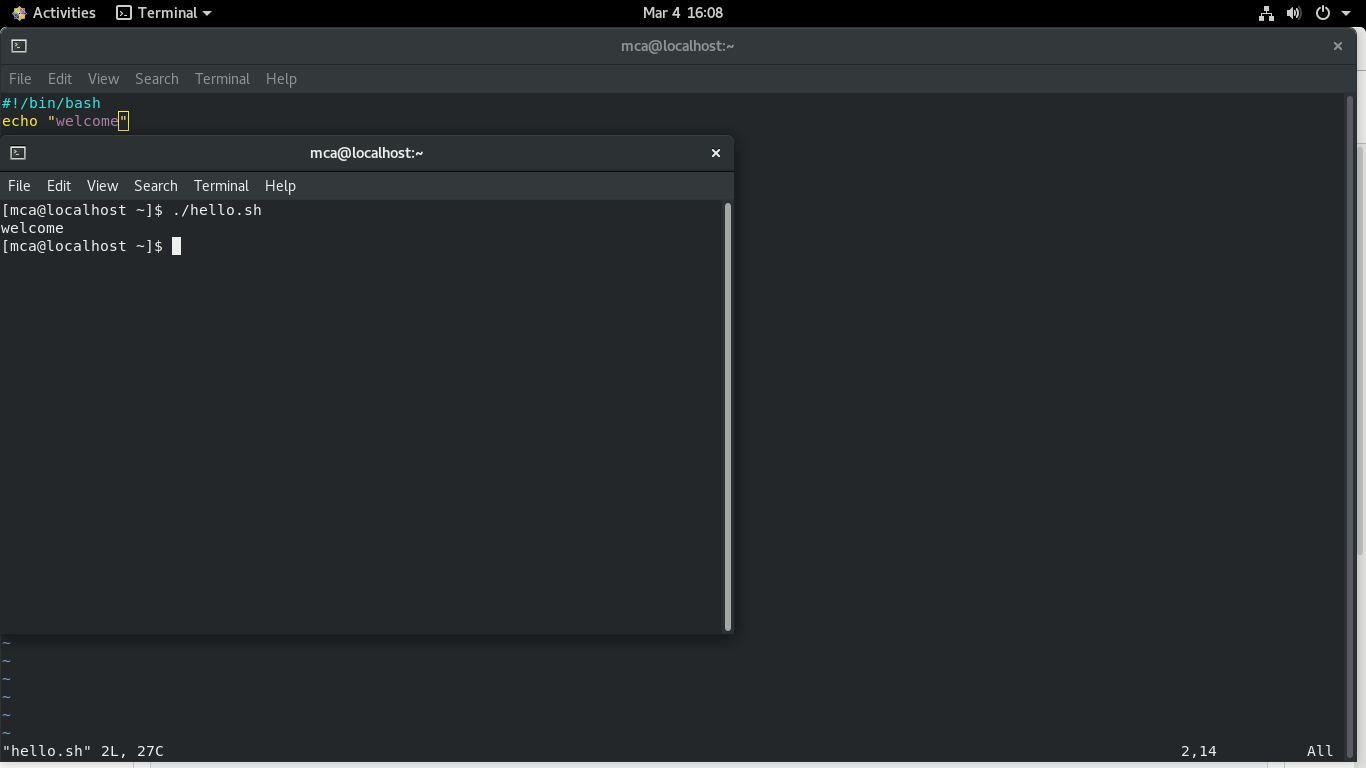 Activities Terminal Mar 4 16:08
mca@localhost:~
File Edit View Search Terminal Help
#!/bin/bash
echo "welcome"
mca@localhost:~
File Edit View Search Terminal Help
[mca@localhost ~]$ ./hello.sh
welcome
[mca@localhost ~]$
~
~
~
~
~
~
"hello.sh" 2L, 27C 2,14 All